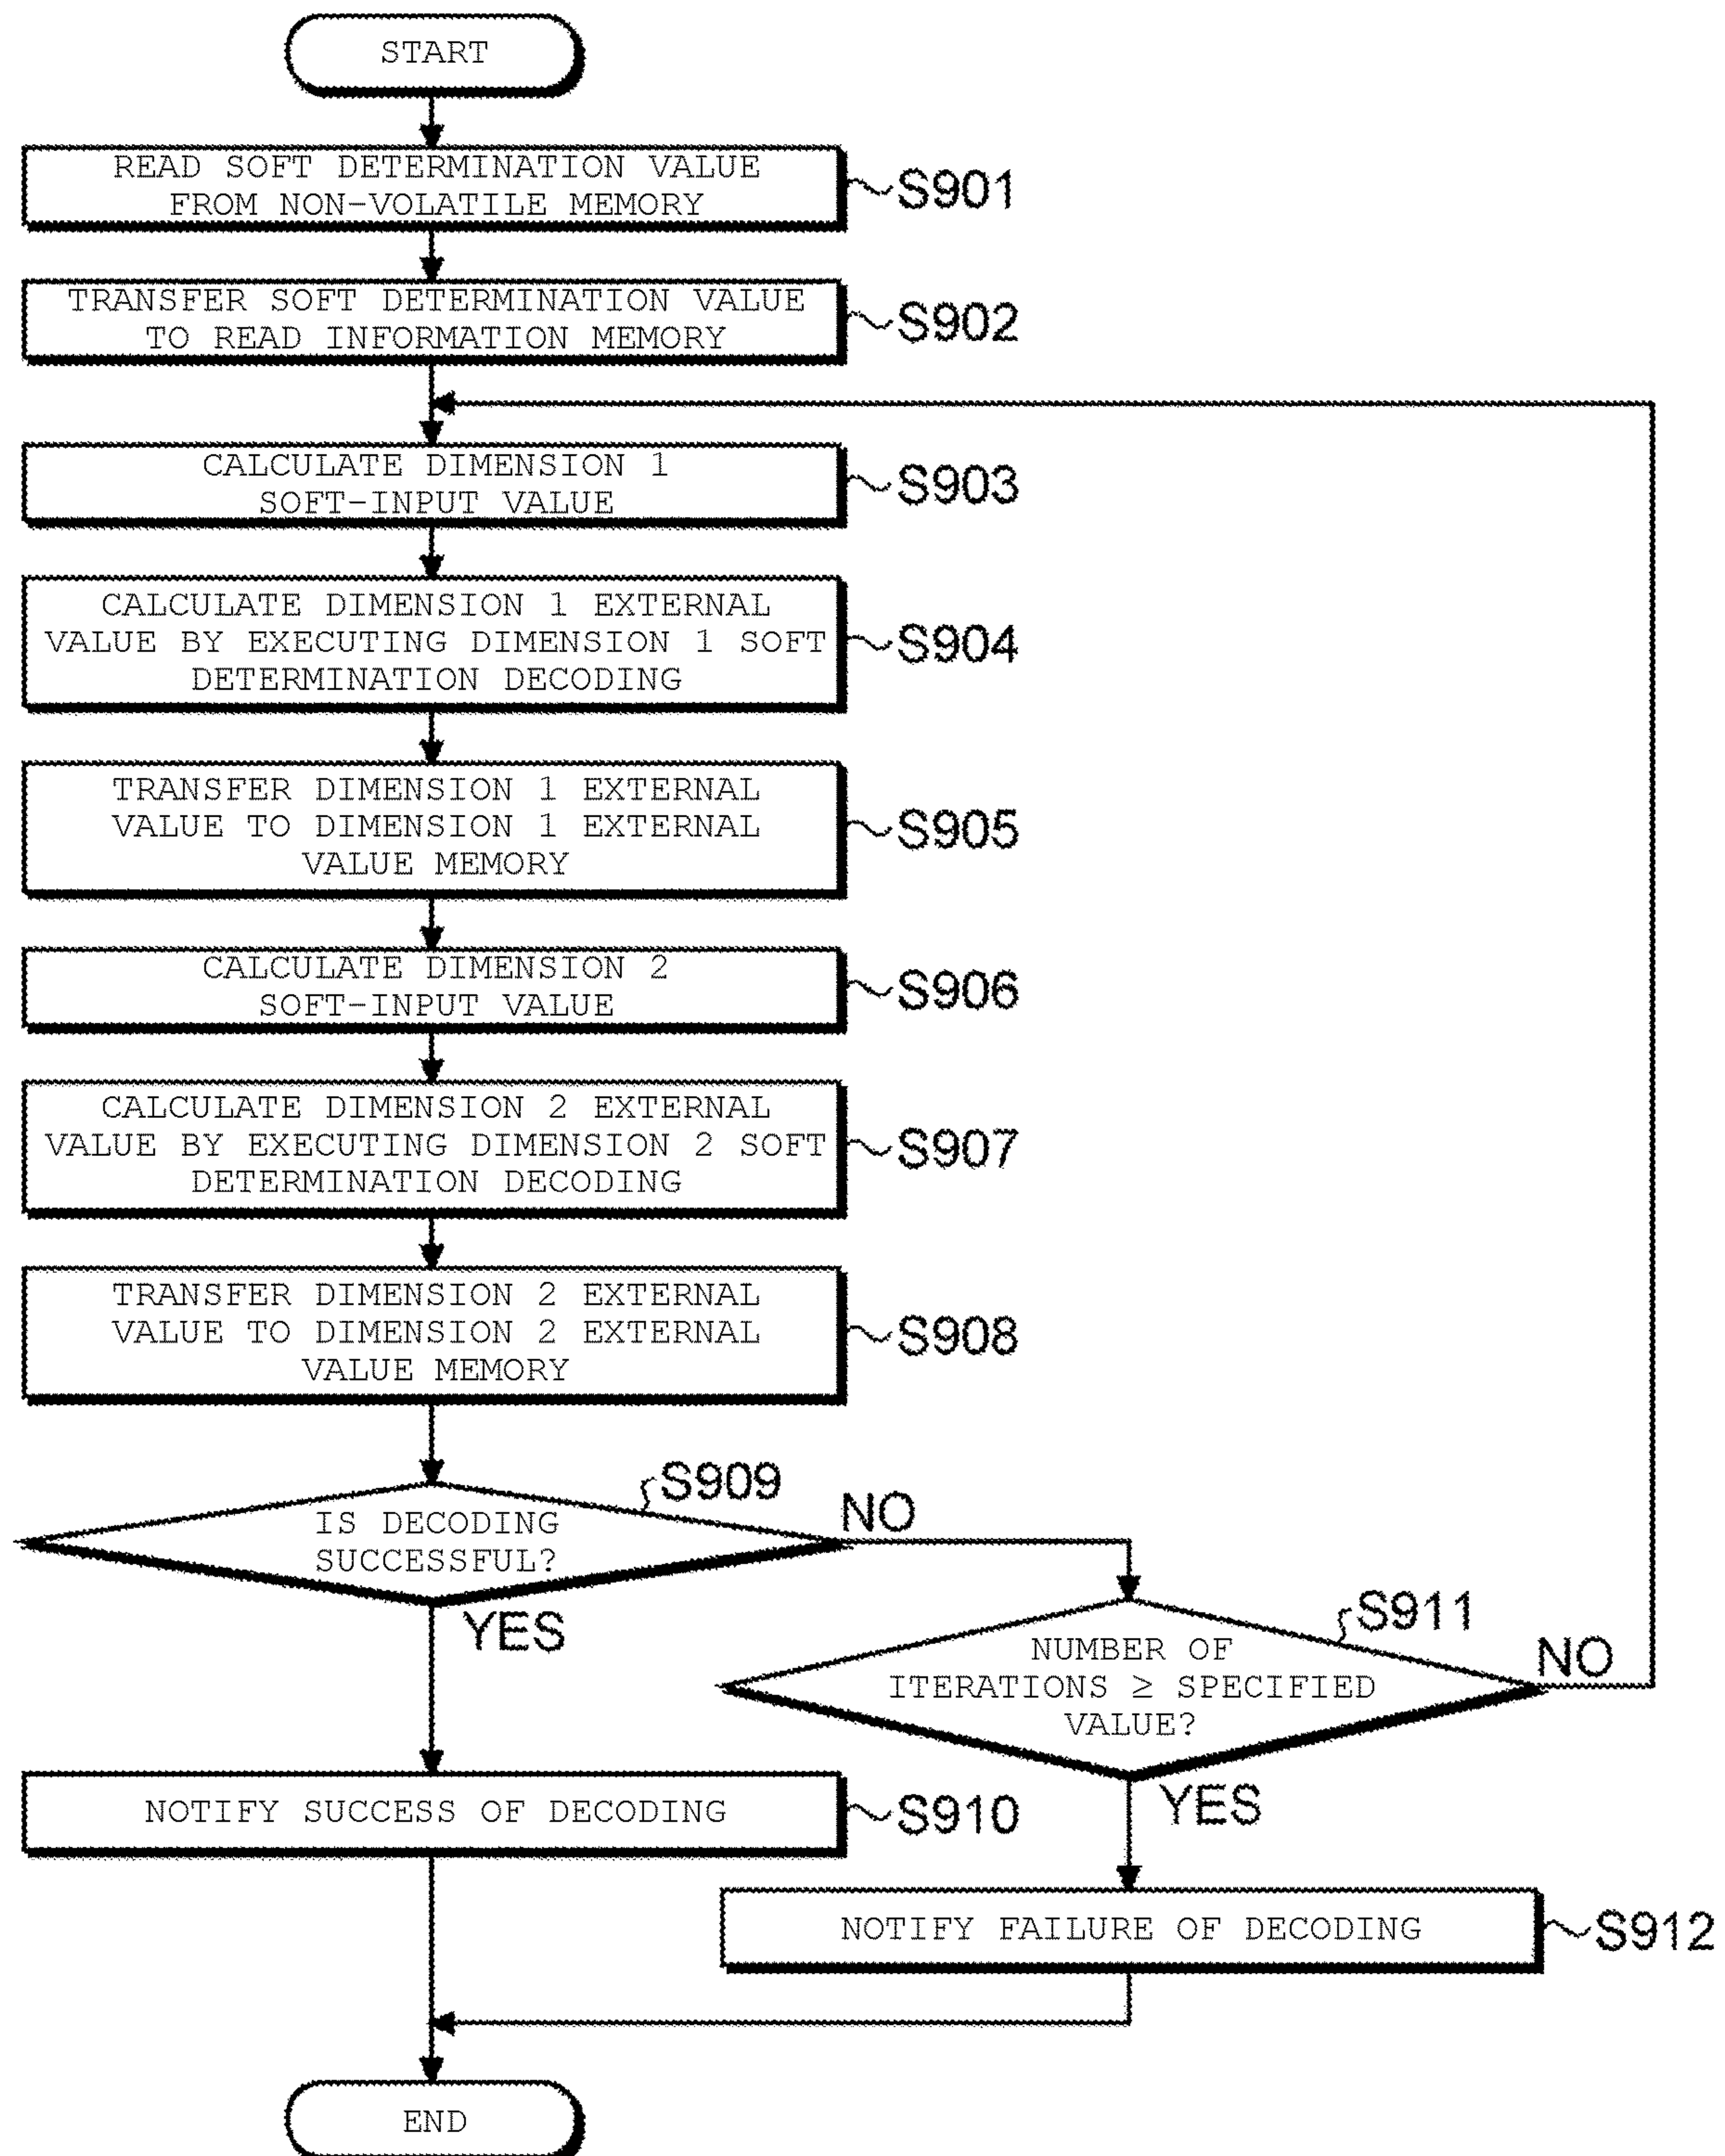 START
READ SOFT DETERMINATION VALUE
FROM NON-VOLATILE MEMORY
S901
TRANSFER SOFT DETERMINATION VALUE
TO READ INFORMATION MEMORY
S902
CALCULATE DIMENSION 1
SOFT-INPUT VALUE
S903
CALCULATE DIMENSION 1 EXTERNAL
VALUE BY EXECUTING DIMENSION 1 SOFT
DETERMINATION DECODING
S904
TRANSFER DIMENSION 1 EXTERNAL
VALUE TO DIMENSION 1 EXTERNAL
VALUE MEMORY
S905
CALCULATE DIMENSION 2
SOFT-INPUT VALUE
S906
CALCULATE DIMENSION 2 EXTERNAL
VALUE BY EXECUTING DIMENSION 2 SOFT
DETERMINATION DECODING
S907
TRANSFER DIMENSION 2 EXTERNAL
VALUE TO DIMENSION 2 EXTERNAL
VALUE MEMORY
S908
S909
IS DECODING
SUCCESSFUL?
NO
YES
S911
NUMBER OF
ITERATIONS ≥ SPECIFIED
VALUE?
NO
YES
NOTIFY SUCCESS OF DECODING
S910
NOTIFY FAILURE OF DECODING
S912
END